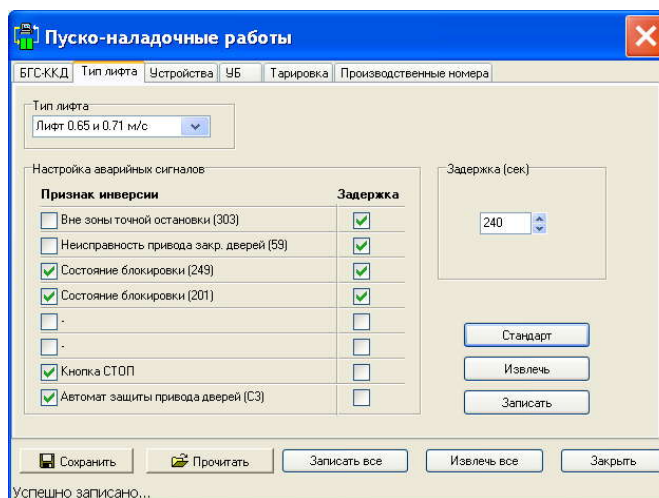 Пуско-наладочные работы
БГС-ККД Тип лифта Устройства УБ Тарировка Производственные номера
Тип лифта
Лифт 0.65 и 0.71 м/с
Настройка аварийных сигналов
Признак инверсии Задержка
Вне зоны точной остановки (303)
Неисправность привода закр. дверей (59)
Состояние блокировки (249)
Состояние блокировки (201)
-
-
Кнопка СТОП
Автомат защиты привода дверей (С3)
Задержка (сек)
240
Стандарт
Извлечь
Записать
Сохранить Прочитать Записать все Извлечь все Закрыть
Успешно записано...